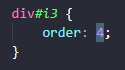 div#i3 {
    order: 4;
}